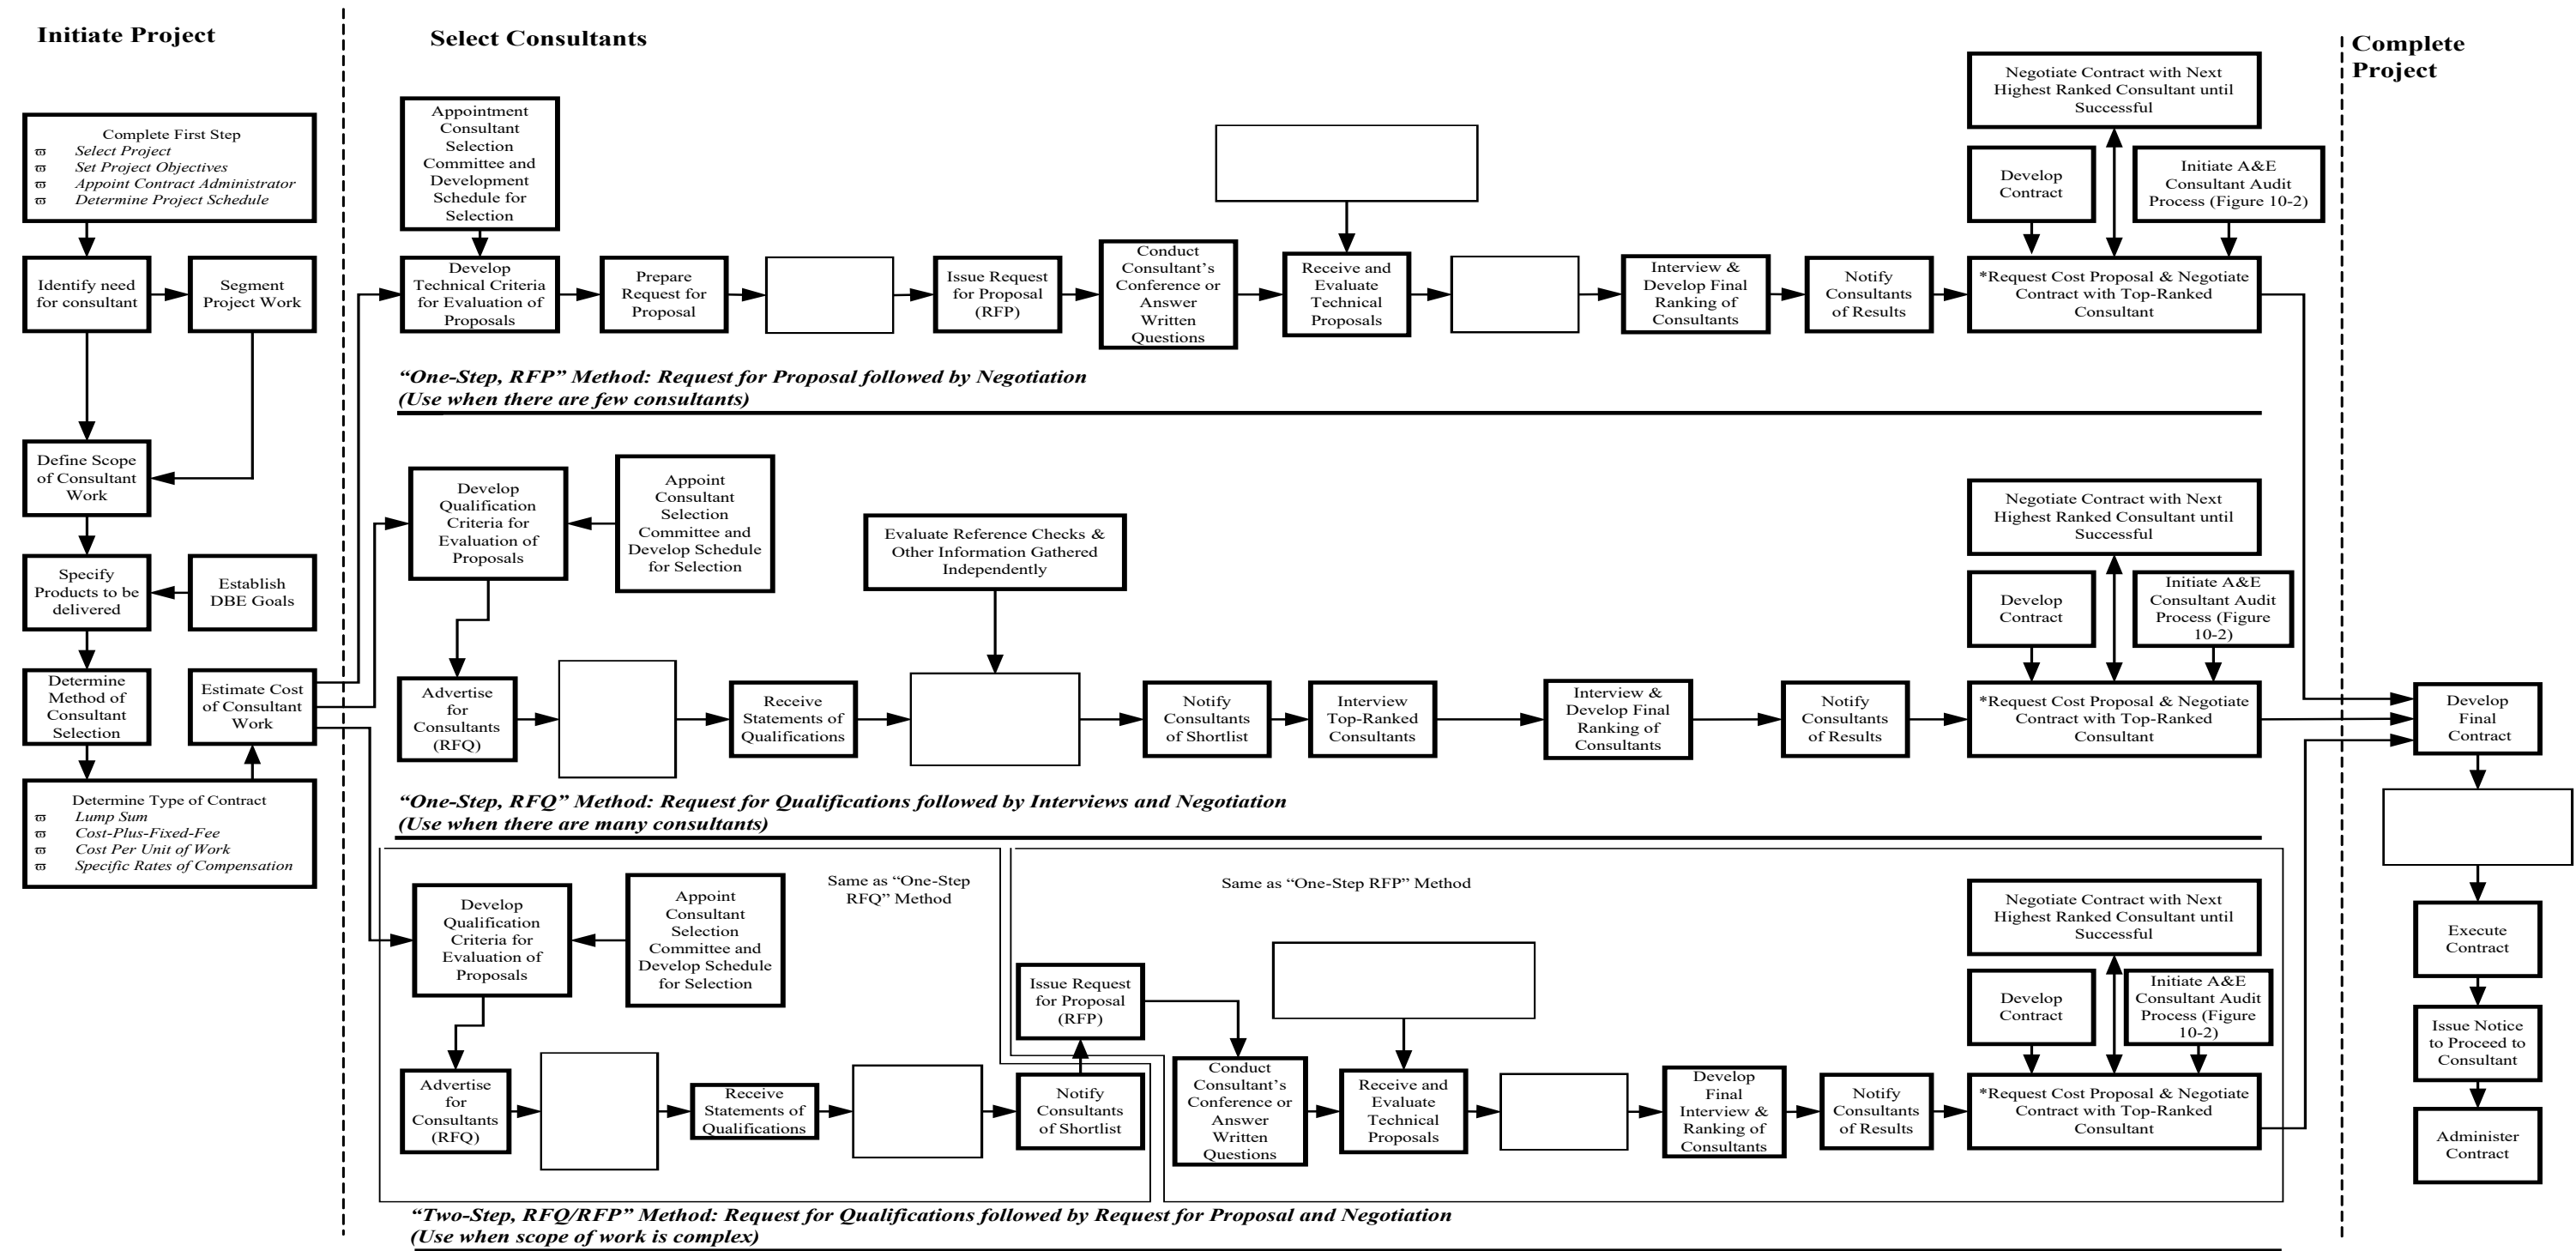 Initiate Project
Complete First Step
ϖ Select Project
ϖ Set Project Objectives
ϖ Appoint Contract Administrator
ϖ Determine Project Schedule
Identify need
for consultant
Segment
Project Work
Define Scope
of Consultant
Work
Specify
Products to be
delivered
Establish
DBE Goals
Determine
Method of
Consultant
Selection
Estimate Cost
of Consultant
Work
Determine Type of Contract
ϖ Lump Sum
ϖ Cost-Plus-Fixed-Fee
ϖ Cost Per Unit of Work
ϖ Specific Rates of Compensation
Select Consultants
Appointment
Consultant
Selection
Committee and
Development
Schedule for
Selection
Develop
Technical Criteria
for Evaluation of
Proposals
Prepare
Request for
Proposal
Issue Request
for Proposal
(RFP)
Conduct
Consultant’s
Conference or
Answer
Written
Questions
Receive and
Evaluate
Technical
Proposals
Interview &
Develop Final
Ranking of
Consultants
Notify
Consultants
of Results
Negotiate Contract with Next
Highest Ranked Consultant until
Successful
Develop
Contract
Initiate A&E
Consultant Audit
Process (Figure 10-2)
*Request Cost Proposal & Negotiate
Contract with Top-Ranked
Consultant
“One-Step, RFP” Method: Request for Proposal followed by Negotiation
(Use when there are few consultants)
Develop
Qualification
Criteria for
Evaluation of
Proposals
Appoint
Consultant
Selection
Committee and
Develop Schedule
for Selection
Evaluate Reference Checks &
Other Information Gathered
Independently
Advertise
for
Consultants
(RFQ)
Receive
Statements of
Qualifications
Notify
Consultants
of Shortlist
Interview
Top-Ranked
Consultants
Interview &
Develop Final
Ranking of
Consultants
Notify
Consultants
of Results
Negotiate Contract with Next
Highest Ranked Consultant until
Successful
Develop
Contract
Initiate A&E
Consultant Audit
Process (Figure
10-2)
*Request Cost Proposal & Negotiate
Contract with Top-Ranked
Consultant
“One-Step, RFQ” Method: Request for Qualifications followed by Interviews and Negotiation
(Use when there are many consultants)
Develop
Qualification
Criteria for
Evaluation of
Proposals
Appoint
Consultant
Selection
Committee and
Develop Schedule
for Selection
Same as “One-Step
RFQ” Method
Advertise
for
Consultants
(RFQ)
Receive
Statements of
Qualifications
Notify
Consultants
of Shortlist
Issue Request
for Proposal
(RFP)
Same as “One-Step RFP” Method
Conduct
Consultant’s
Conference or
Answer
Written
Questions
Receive and
Evaluate
Technical
Proposals
Develop
Final
Interview &
Ranking of
Consultants
Notify
Consultants
of Results
Negotiate Contract with Next
Highest Ranked Consultant until
Successful
Develop
Contract
Initiate A&E
Consultant Audit
Process (Figure
10-2)
*Request Cost Proposal & Negotiate
Contract with Top-Ranked
Consultant
“Two-Step, RFQ/RFP” Method: Request for Qualifications followed by Request for Proposal and Negotiation
(Use when scope of work is complex)
Complete
Project
Develop
Final
Contract
Execute
Contract
Issue Notice
to Proceed to
Consultant
Administer
Contract